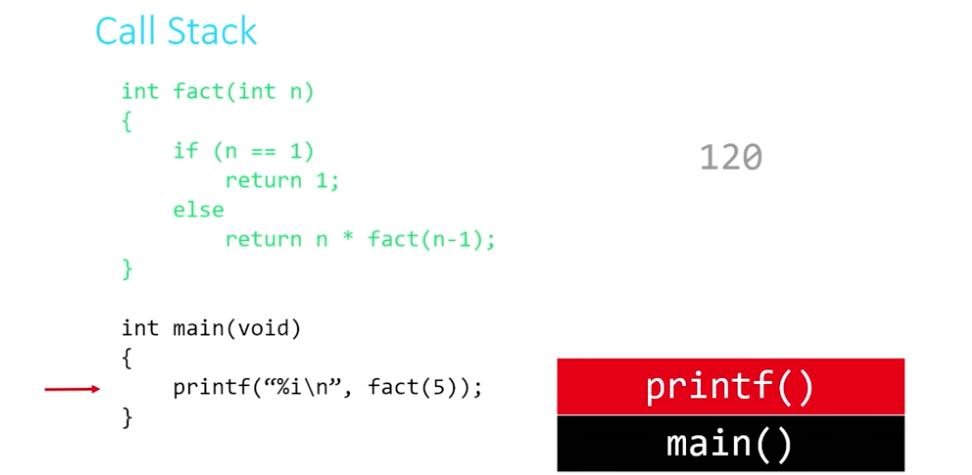 Call Stack
int fact(int n)
{
    if (n == 1)
        return 1;
    else
        return n * fact(n-1);
}
120
int main(void)
{
    printf(“%i\n”, fact(5));
}
printf()
main()